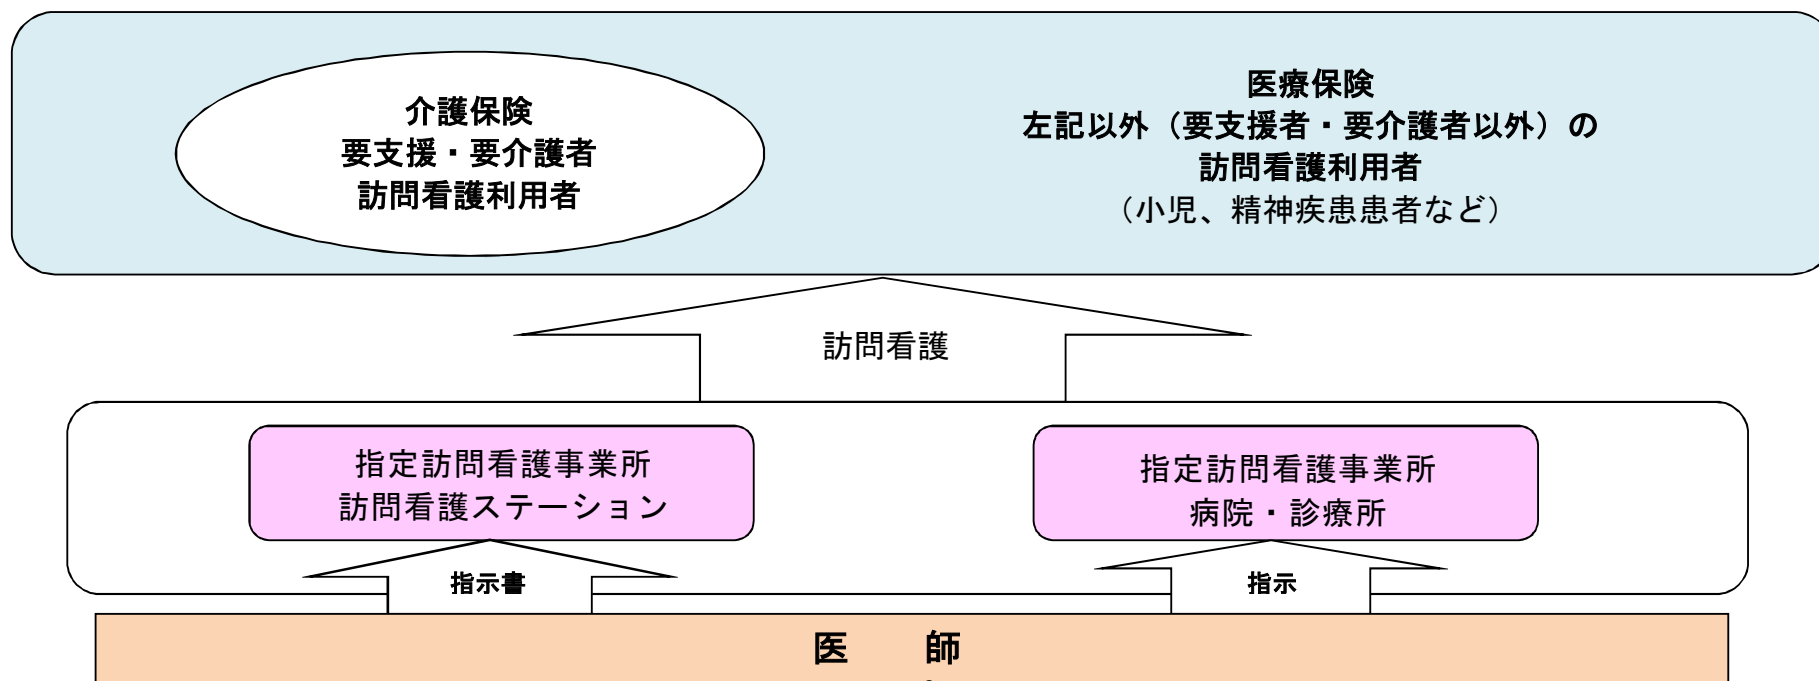 介護保険
要支援・要介護者
訪問看護利用者
医療保険
左記以外（要支援者・要介護者以外）の
訪問看護利用者
（小児、精神疾患患者など）
訪問看護
指定訪問看護事業所
訪問看護ステーション
指定訪問看護事業所
病院・診療所
指示書
指示
医　　師